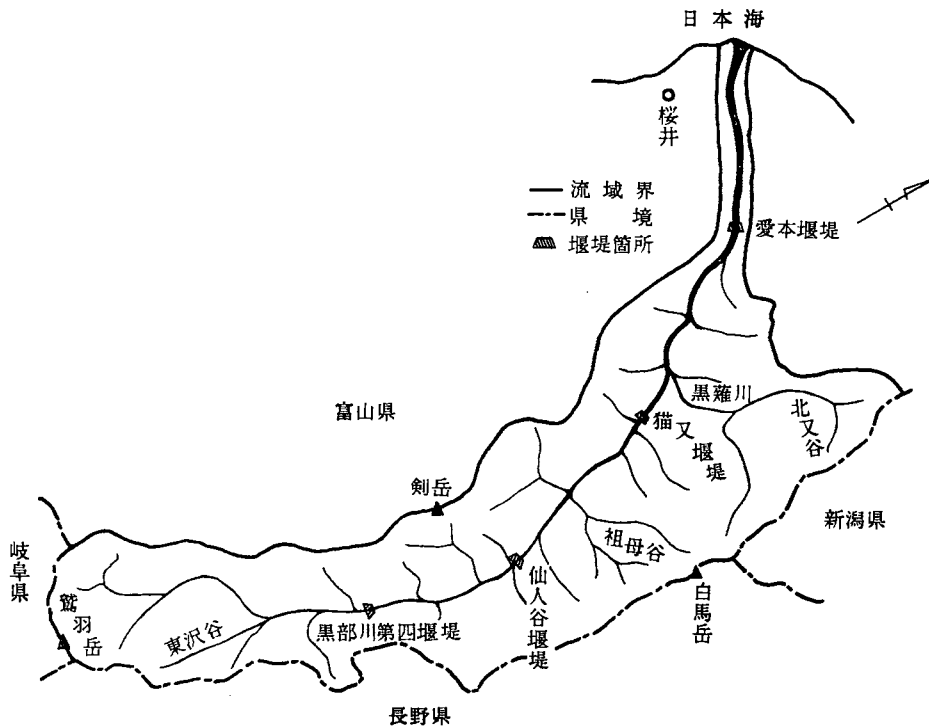 日本海
桜井
流域界
県境
堰堤箇所
愛本堰堤
黒薙川
北又谷
猫又堰堤
富山県
剣岳
新潟県
祖母谷
白馬岳
仙人谷堰堤
岐阜県
鷲羽岳
東沢谷
黒部川第四堰堤
長野県